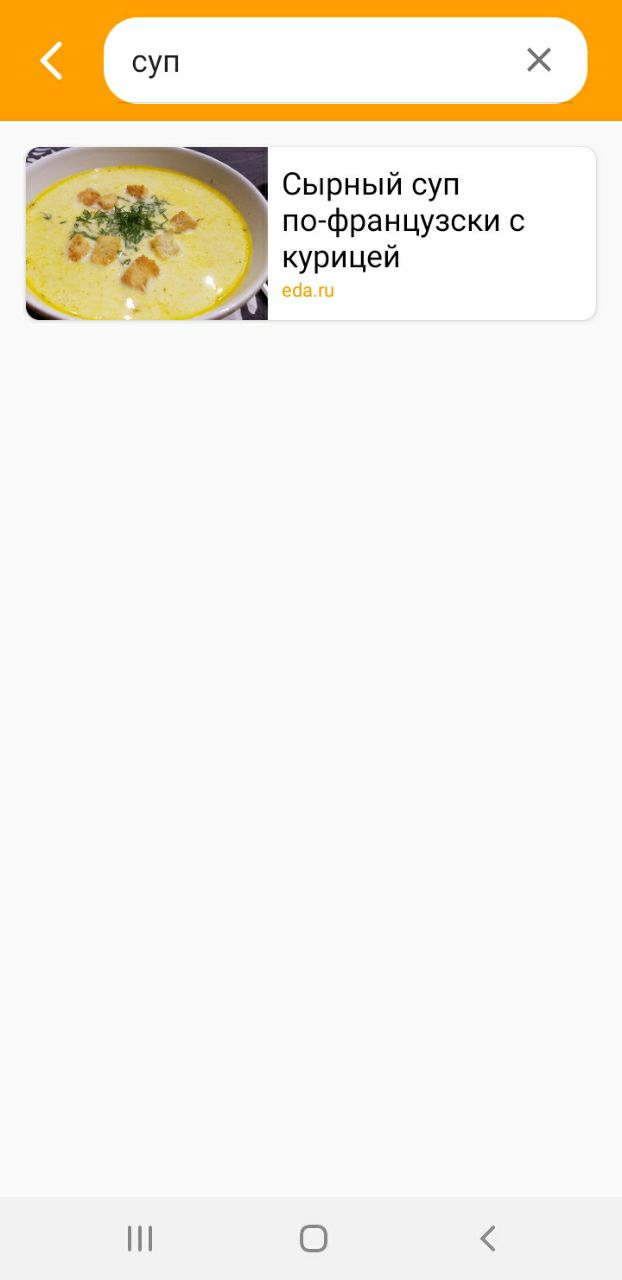 суп
Сырный суп
по-французски с
курицей
eda.ru